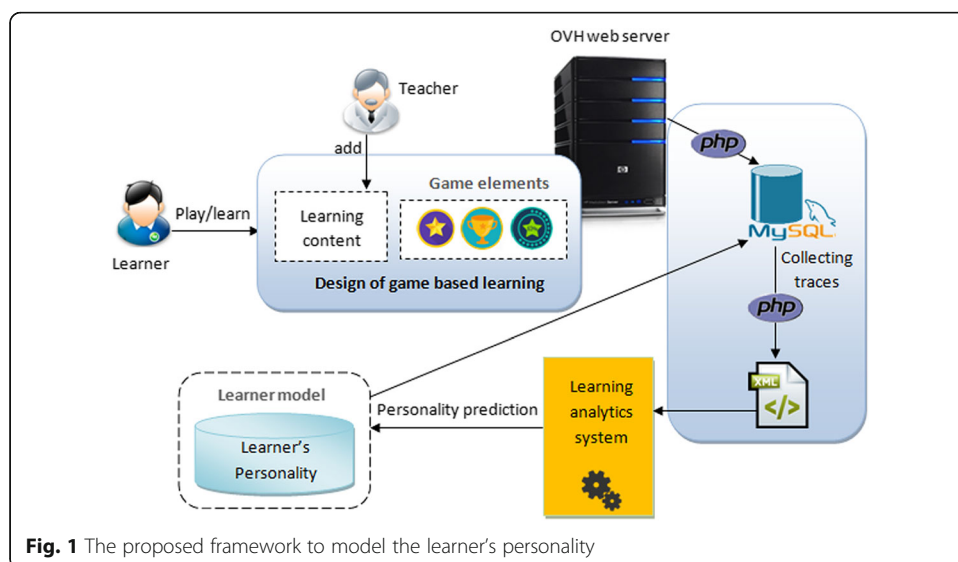 OVH web server
Teacher
add
Game elements
Learning
content
Play/learn
Learner
Design of game based learning
php
MySQL
Collecting
traces
php
XML
</>
Learner model
Learner's
Personality
Personality prediction
Learning
analytics
system
Fig. 1 The proposed framework to model the learner's personality